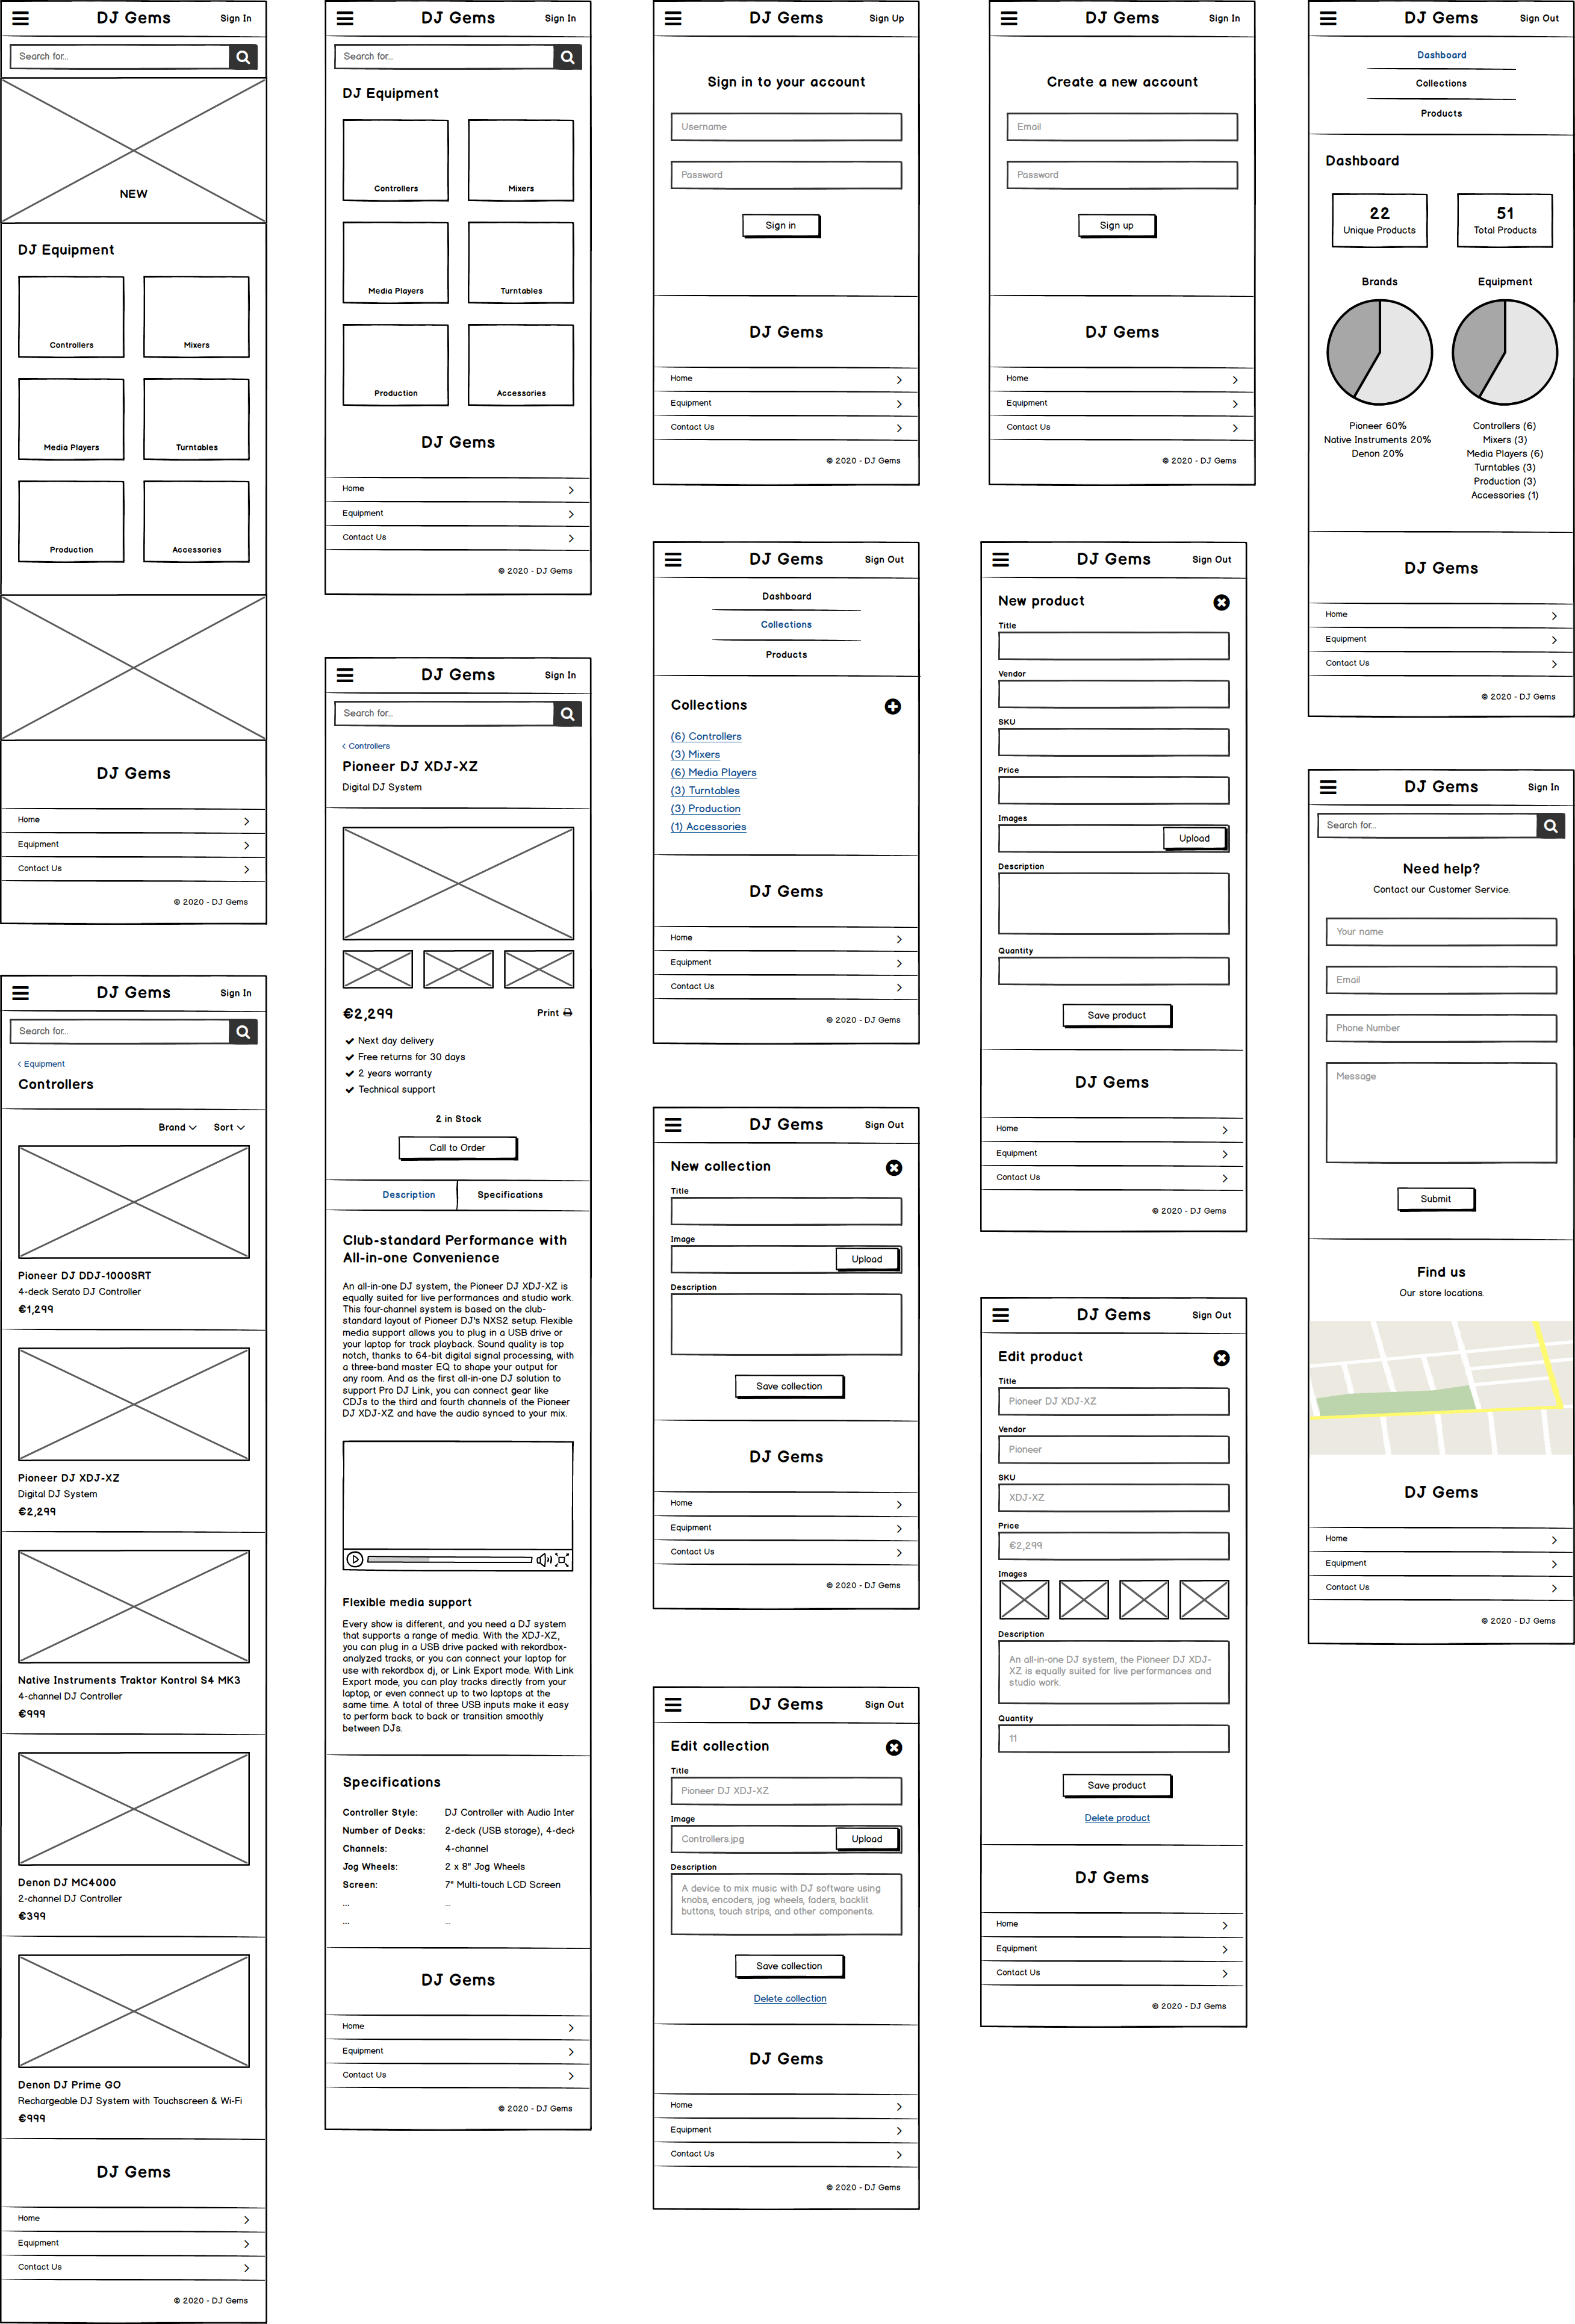 DJ Gems
Sign In
Search for...
NEW
DJ Equipment
Controllers
Mixers
Media Players
Turntables
Production
Accessories
DJ Gems
Home
Equipment
Contact Us
© 2020 - DJ Gems
DJ Gems
Sign In
Search for...
‹ Equipment
Controllers
Brand
Sort
Pioneer DJ DDJ-1000SRT
4-deck Serato DJ Controller
€1,299
Pioneer DJ XDJ-XZ
Digital DJ System
€2,299
Native Instruments Traktor Kontrol S4 MK3
4-channel DJ Controller
€999
Denon DJ MC4000
2-channel DJ Controller
€399
Denon DJ Prime GO
Rechargeable DJ System with Touchscreen & Wi-Fi
€999
DJ Gems
Home
Equipment
Contact Us
© 2020 - DJ Gems
DJ Gems
Sign In
Search for...
DJ Equipment
Controllers
Mixers
Media Players
Turntables
Production
Accessories
DJ Gems
Home
Equipment
Contact Us
© 2020 - DJ Gems
DJ Gems
Sign In
Search for...
‹ Controllers
Pioneer DJ XDJ-XZ
Digital DJ System
€2,299
Print
Next day delivery
Free returns for 30 days
2 years worranty
Technical support
2 in Stock
Call to Order
Description
Specifications
Club-standard Performance with
All-in-one Convenience
An all-in-one DJ system, the Pioneer DJ XDJ-XZ is
equally suited for live performances and studio work.
This four-channel system is based on the club-
standard layout of Pioneer DJ's NXS2 setup. Flexible
media support allows you to plug in a USB drive or
your laptop for track playback. Sound quality is top
notch, thanks to 64-bit digital signal processing, with
a three-band master EQ to shape your output for
any room. And as the first all-in-one DJ solution to
support Pro DJ Link, you can connect gear like
CDJs to the third and fourth channels of the Pioneer
DJ XDJ-XZ and have the audio synced to your mix.
Flexible media support
Every show is different, and you need a DJ system
that supports a range of media. With the XDJ-XZ,
you can plug in a USB drive packed with rekordbox-
analyzed tracks, or you can connect your laptop for
use with rekordbox dj, or Link Export mode. With Link
Export mode, you can play tracks directly from your
laptop, or even connect up to two laptops at the
same time. A total of three USB inputs make it easy
to perform back to back or transition smoothly
between DJs.
Specifications
Controller Style: DJ Controller with Audio Inter
Number of Decks: 2-deck (USB storage), 4-deck
Channels: 4-channel
Jog Wheels: 2 x 8" Jog Wheels
Screen: 7" Multi-touch LCD Screen
... ...
... ...
DJ Gems
Home
Equipment
Contact Us
© 2020 - DJ Gems
DJ Gems
Sign Up
Sign in to your account
Username
Password
Sign in
DJ Gems
Home
Equipment
Contact Us
© 2020 - DJ Gems
DJ Gems
Sign Out
Dashboard
Collections
Products
Collections
(6) Controllers
(3) Mixers
(6) Media Players
(3) Turntables
(3) Production
(1) Accessories
DJ Gems
Home
Equipment
Contact Us
© 2020 - DJ Gems
DJ Gems
Sign Out
New collection
Title
Image
Upload
Description
Save collection
DJ Gems
Home
Equipment
Contact Us
© 2020 - DJ Gems
DJ Gems
Sign Out
Edit collection
Title
Pioneer DJ XDJ-XZ
Image
Controllers.jpg
Upload
Description
A device to mix music with DJ software using
knobs, encoders, jog wheels, faders, backlit
buttons, touch strips, and other components.
Save collection
Delete collection
DJ Gems
Home
Equipment
Contact Us
© 2020 - DJ Gems
DJ Gems
Sign In
Create a new account
Email
Password
Sign up
DJ Gems
Home
Equipment
Contact Us
© 2020 - DJ Gems
DJ Gems
Sign Out
New product
Title
Vendor
SKU
Price
Images
Upload
Description
Quantity
Save product
DJ Gems
Home
Equipment
Contact Us
© 2020 - DJ Gems
DJ Gems
Sign Out
Edit product
Title
Pioneer DJ XDJ-XZ
Vendor
Pioneer
SKU
XDJ-XZ
Price
€2,299
Images
Description
An all-in-one DJ system, the Pioneer DJ XDJ-
XZ is equally suited for live performances and
studio work.
Quantity
11
Save product
Delete product
DJ Gems
Home
Equipment
Contact Us
© 2020 - DJ Gems
DJ Gems
Sign Out
Dashboard
Collections
Products
Dashboard
22
Unique Products
51
Total Products
Brands
Pioneer 60%
Native Instruments 20%
Denon 20%
Equipment
Controllers (6)
Mixers (3)
Media Players (6)
Turntables (3)
Production (3)
Accessories (1)
DJ Gems
Home
Equipment
Contact Us
© 2020 - DJ Gems
DJ Gems
Sign In
Search for...
Need help?
Contact our Customer Service.
Your name
Email
Phone Number
Message
Submit
Find us
Our store locations.
DJ Gems
Home
Equipment
Contact Us
© 2020 - DJ Gems